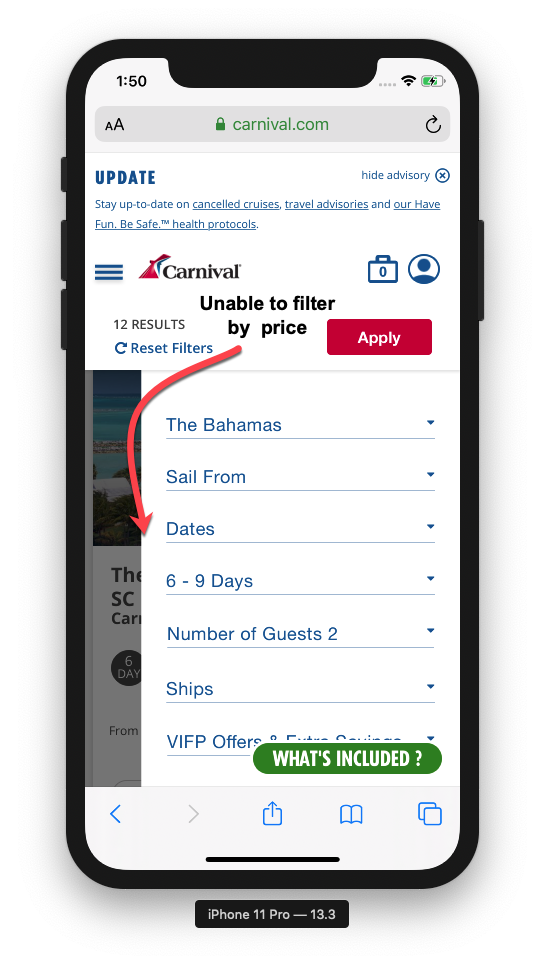 1:50
AA carnival.com
UPDATE hide advisory
Stay up-to-date on cancelled cruises, travel advisories and our Have
Fun. Be Safe.™ health protocols.
Carnival 0
Unable to filter
by price
12 RESULTS
Reset Filters
Apply
The Bahamas
Sail From
Dates
6 - 9 Days
Number of Guests 2
Ships
VIFP Offers & Extra Savings
WHAT'S INCLUDED ?
The
SC
Carn
6
DAY
From
iPhone 11 Pro — 13.3